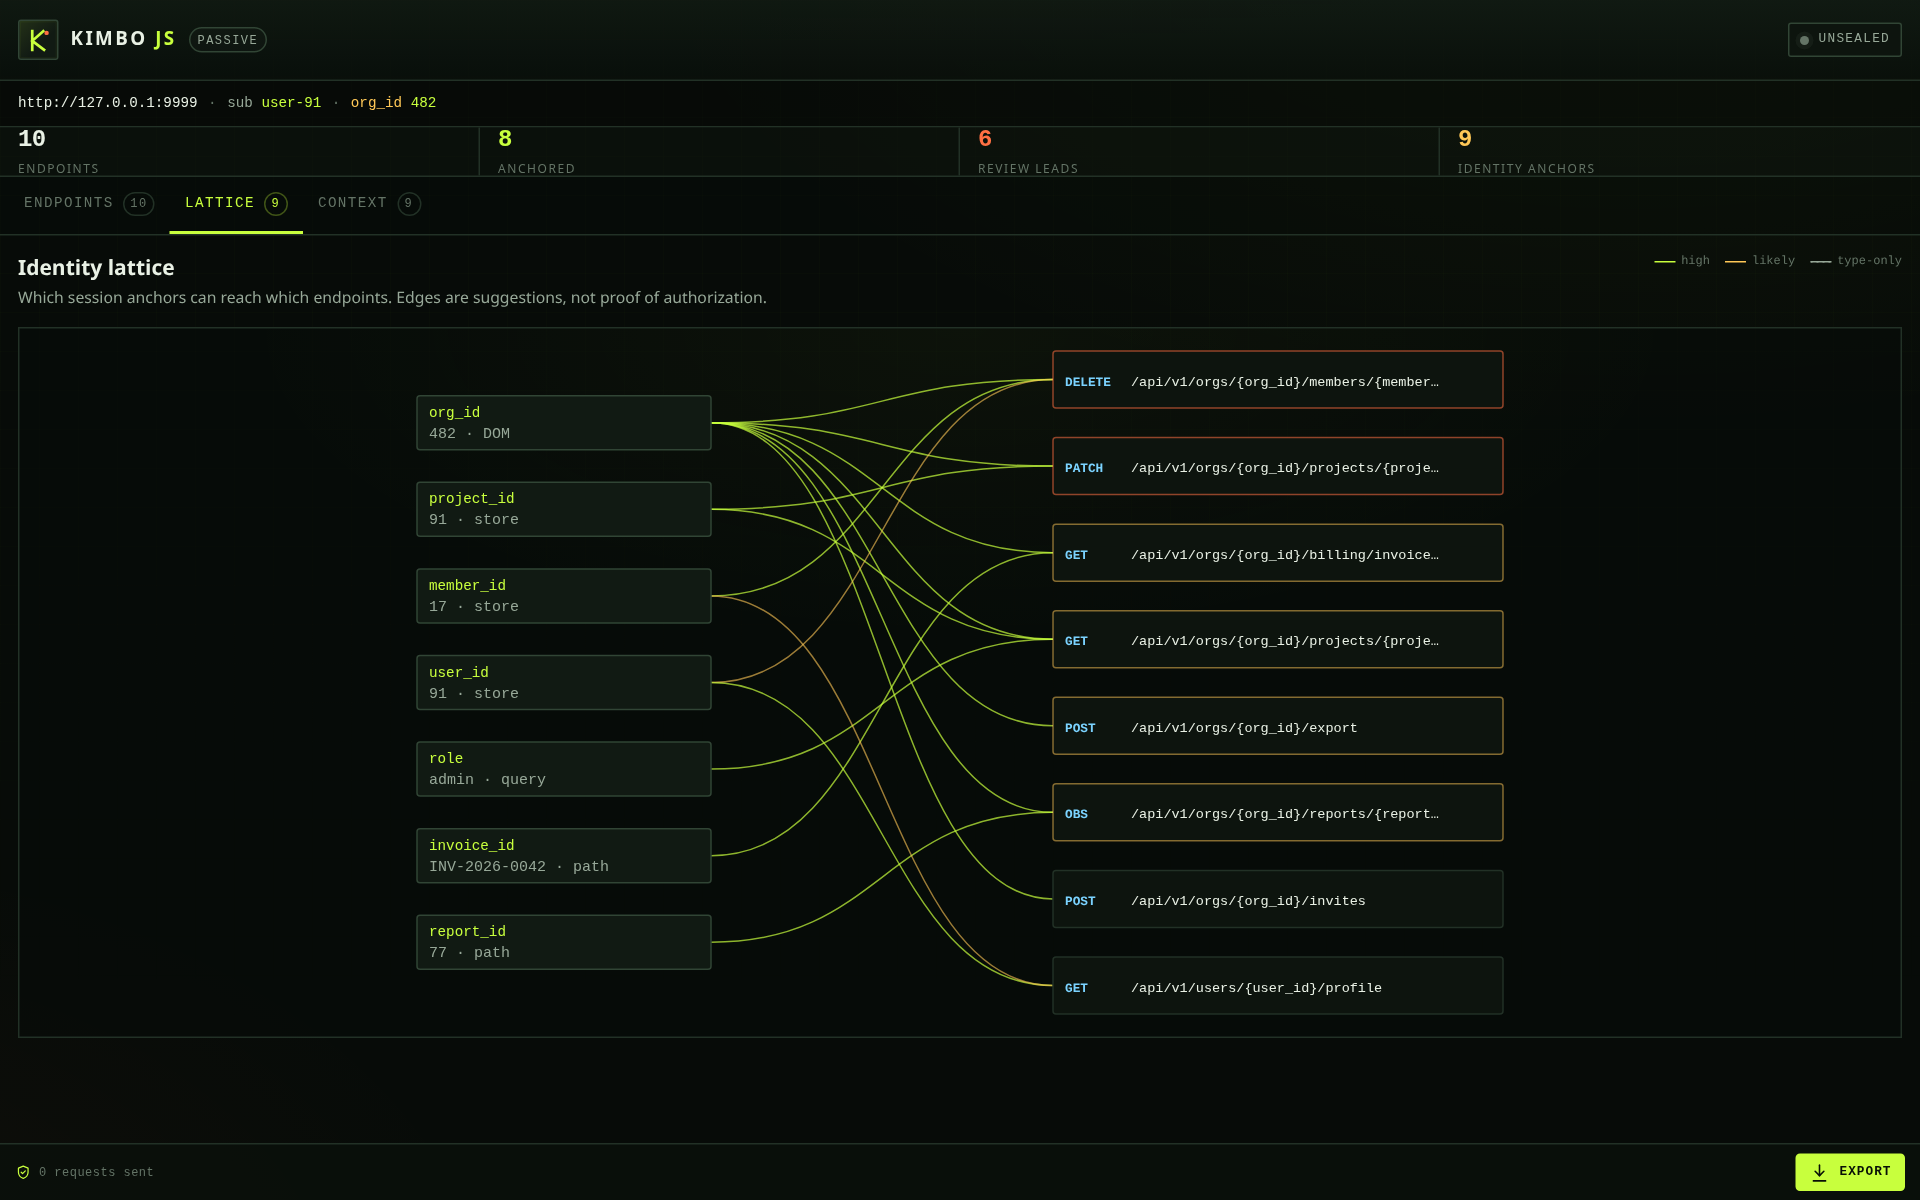 KIMBO JS PASSIVE
UNSEALED
http://127.0.0.1:9999 · sub user-91 · org_id 482
10
ENDPOINTS
8
ANCHORED
6
REVIEW LEADS
9
IDENTITY ANCHORS
ENDPOINTS 10 LATTICE 9 CONTEXT 9
Identity lattice
Which session anchors can reach which endpoints. Edges are suggestions, not proof of authorization.
high likely type-only
org_id
482 · DOM
project_id
91 · store
member_id
17 · store
user_id
91 · store
role
admin · query
invoice_id
INV-2026-0042 · path
report_id
77 · path
DELETE /api/v1/orgs/{org_id}/members/{member…
PATCH /api/v1/orgs/{org_id}/projects/{proje…
GET /api/v1/orgs/{org_id}/billing/invoice…
GET /api/v1/orgs/{org_id}/projects/{proje…
POST /api/v1/orgs/{org_id}/export
OBS /api/v1/orgs/{org_id}/reports/{report…
POST /api/v1/orgs/{org_id}/invites
GET /api/v1/users/{user_id}/profile
0 requests sent
EXPORT